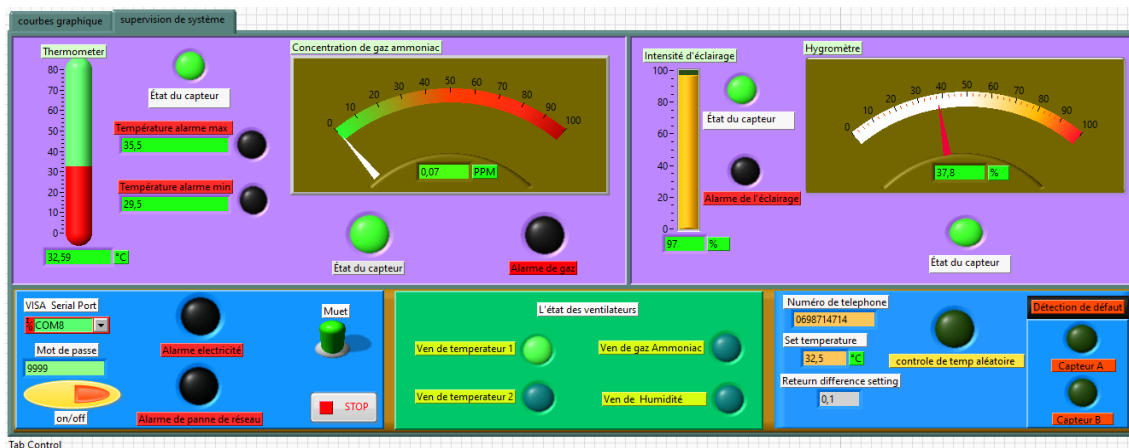 courbes graphique
supervision de système
Thermometer
80
70
60
50
40
30
20
10
0
32,59 °C
État du capteur
Température alarme max
35,5
Température alarme min
29,5
Concentration de gaz ammoniac
0 10 20 30 40 50 60 70 80 90 100
0,07 PPM
État du capteur
Alarme de gaz
Intensité d'éclairage
100
80
60
40
20
0
97 %
État du capteur
Alarme de l'éclairage
Hygromètre
0 10 20 30 40 50 60 70 80 90 100
37,8 %
État du capteur
VISA Serial Port
COM8
Mot de passe
9999
on/off
Alarme electricité
Alarme de panne de réseau
Muet
STOP
L'état des ventilateurs
Ven de temperateur 1
Ven de gaz Ammoniac
Ven de temperateur 2
Ven de Humidité
Numéro de telephone
0698714714
Set temperature
32,5 °C
Reteurn difference setting
0,1
controle de temp aléatoire
Détection de défaut
Capteur A
Capteur B
Tab Control